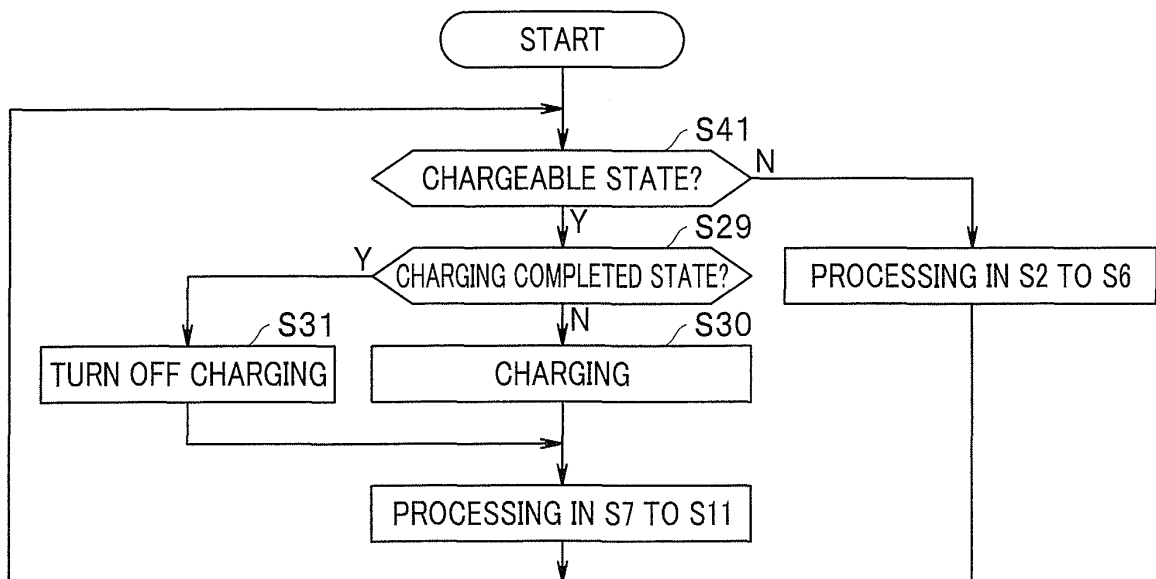 START
S41
CHARGEABLE STATE?
N
Y
S29
Y
CHARGING COMPLETED STATE?
PROCESSING IN S2 TO S6
N
S31
S30
TURN OFF CHARGING
CHARGING
PROCESSING IN S7 TO S11